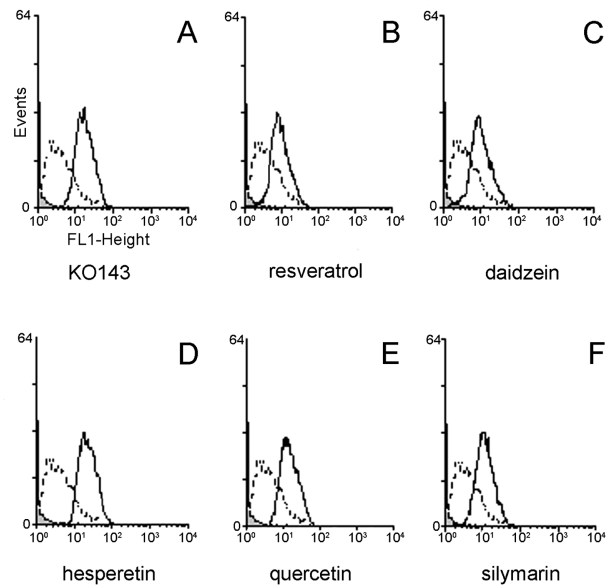 64 A 64 B 64 C
Events
0 0 0
10⁰ 10¹ 10² 10³ 10⁴ 10⁰ 10¹ 10² 10³ 10⁴ 10⁰ 10¹ 10² 10³ 10⁴
FL1-Height
KO143 resveratrol daidzein
64 D 64 E 64 F
0 0 0
10⁰ 10¹ 10² 10³ 10⁴ 10⁰ 10¹ 10² 10³ 10⁴ 10⁰ 10¹ 10² 10³ 10⁴
hesperetin quercetin silymarin